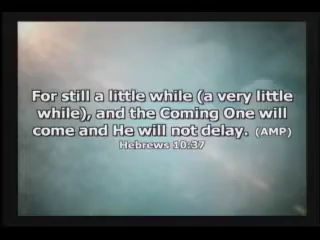 For still a little while (a very little
while), and the Coming One will
come and He will not delay. (AMP)
Hebrews 10:37